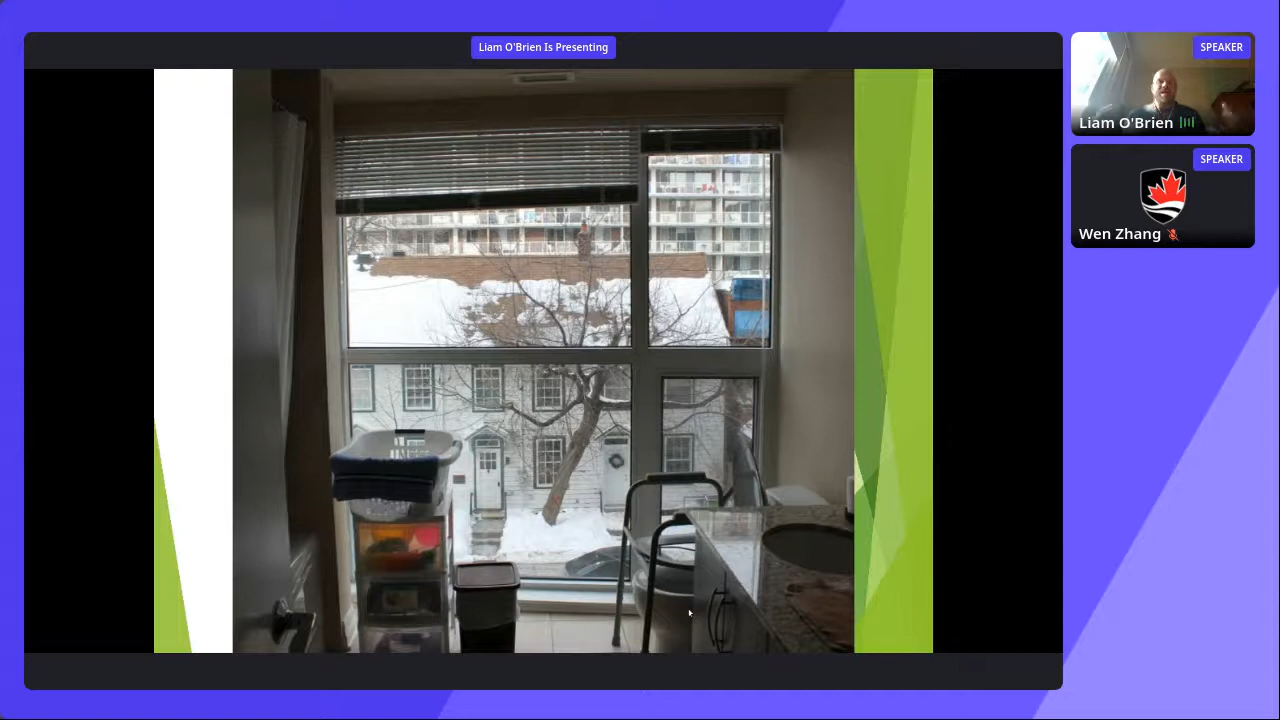 Liam O'Brien Is Presenting
SPEAKER
Liam O'Brien
SPEAKER
Wen Zhang